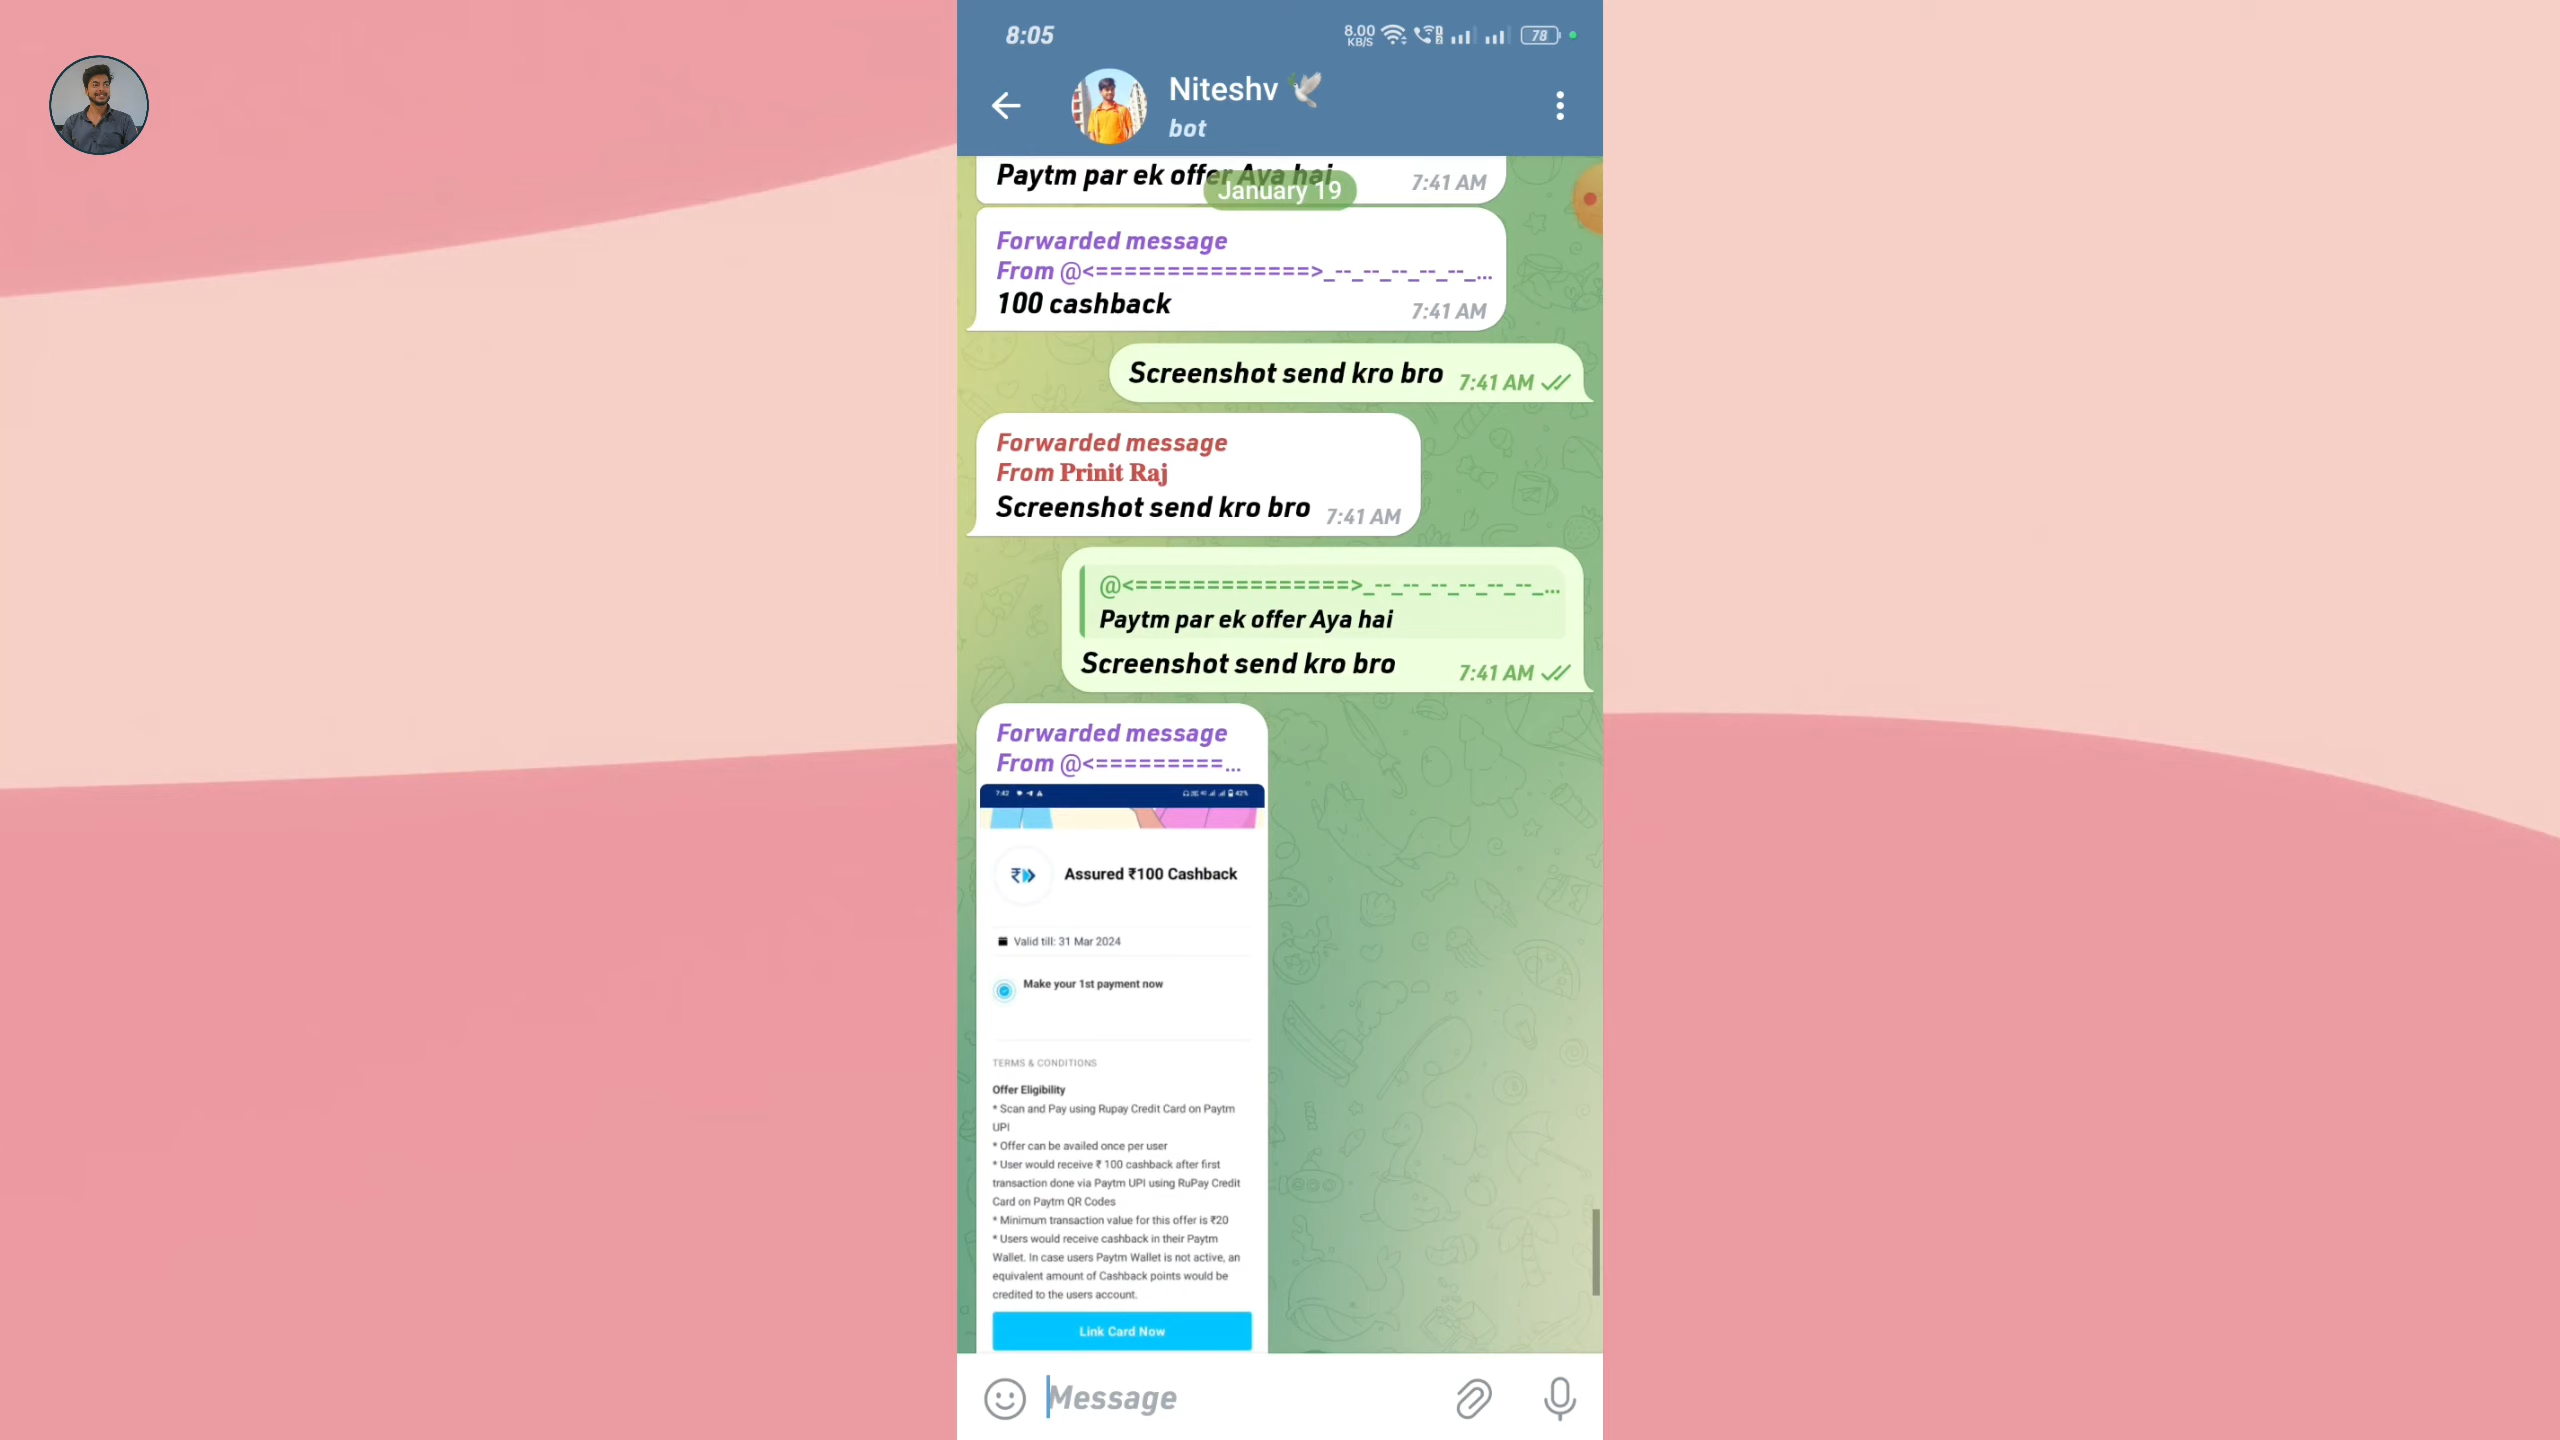 8:05
8.00
KB/S
78
Niteshv
bot
Paytm par ek offer Aya hai 7:41 AM
January 19
Forwarded message
From @<===============>_--_--_--_--_--_...
100 cashback 7:41 AM
Screenshot send kro bro 7:41 AM
Forwarded message
From Prinit Raj
Screenshot send kro bro 7:41 AM
@<===============>_--_--_--_--_--_--_...
Paytm par ek offer Aya hai
Screenshot send kro bro 7:41 AM
Forwarded message
From @<=========...
7:42 42%
Assured ₹100 Cashback
Valid till: 31 Mar 2024
Make your 1st payment now
TERMS & CONDITIONS
Offer Eligibility
* Scan and Pay using Rupay Credit Card on Paytm
UPI
* Offer can be availed once per user
* User would receive ₹ 100 cashback after first
transaction done via Paytm UPI using RuPay Credit
Card on Paytm QR Codes
* Minimum transaction value for this offer is ₹20
* Users would receive cashback in their Paytm
Wallet. In case users Paytm Wallet is not active, an
equivalent amount of Cashback points would be
credited to the users account.
Link Card Now
Message